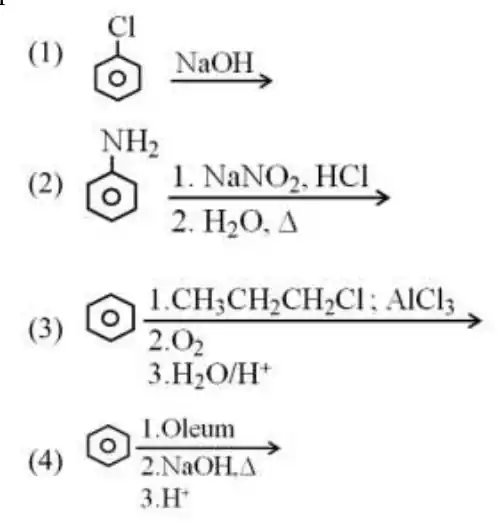 Cl
(1) NaOH
NH₂
(2) 1. NaNO₂, HCl
2. H₂O, Δ
(3) 1.CH₃CH₂CH₂Cl ; AlCl₃
2.O₂
3.H₂O/H⁺
(4) 1.Oleum
2.NaOH,Δ
3.H⁺